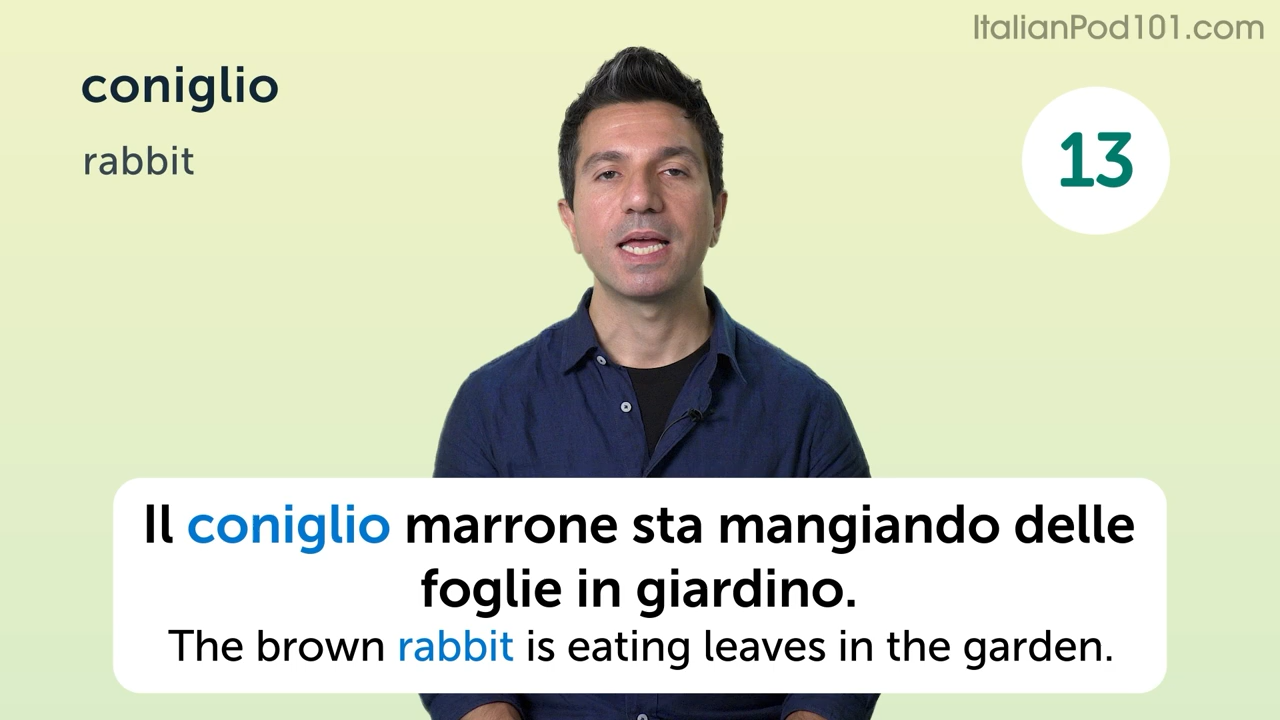 ItalianPod101.com
coniglio
rabbit
13
Il coniglio marrone sta mangiando delle
foglie in giardino.
The brown rabbit is eating leaves in the garden.